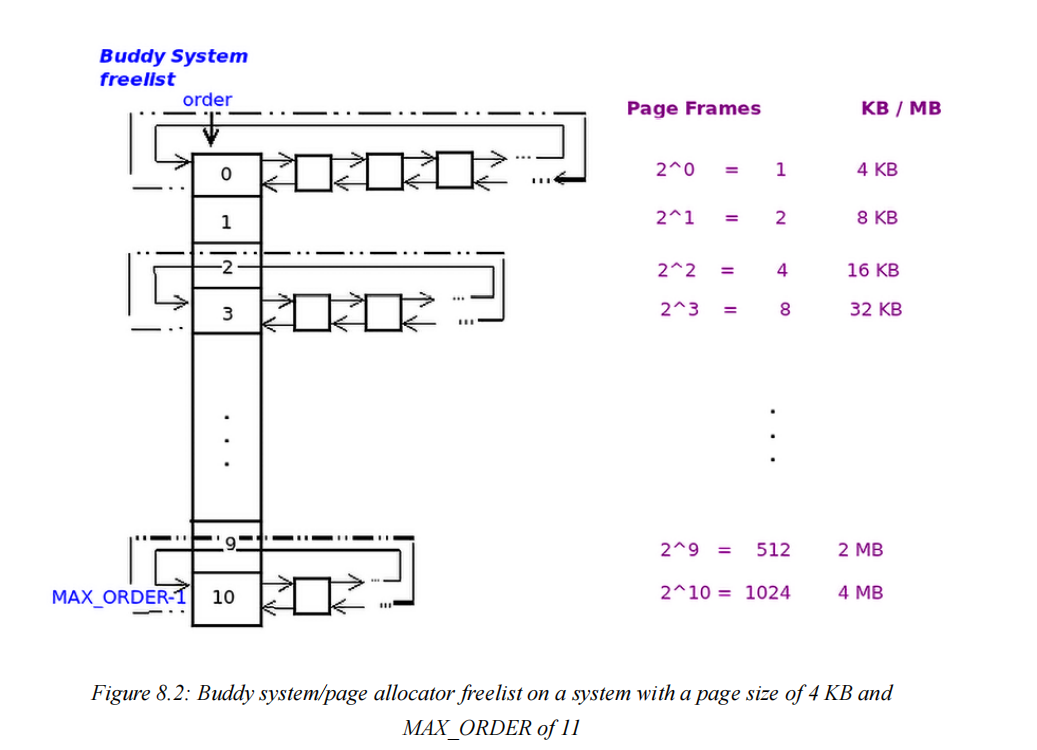 Buddy System
freelist
order
Page Frames KB / MB
0 ... ...
2^0 = 1 4 KB
1
2^1 = 2 8 KB
2
2^2 = 4 16 KB
3 ... ...
2^3 = 8 32 KB
9
2^9 = 512 2 MB
MAX_ORDER-1 10 ... ...
2^10 = 1024 4 MB
Figure 8.2: Buddy system/page allocator freelist on a system with a page size of 4 KB and
MAX_ORDER of 11